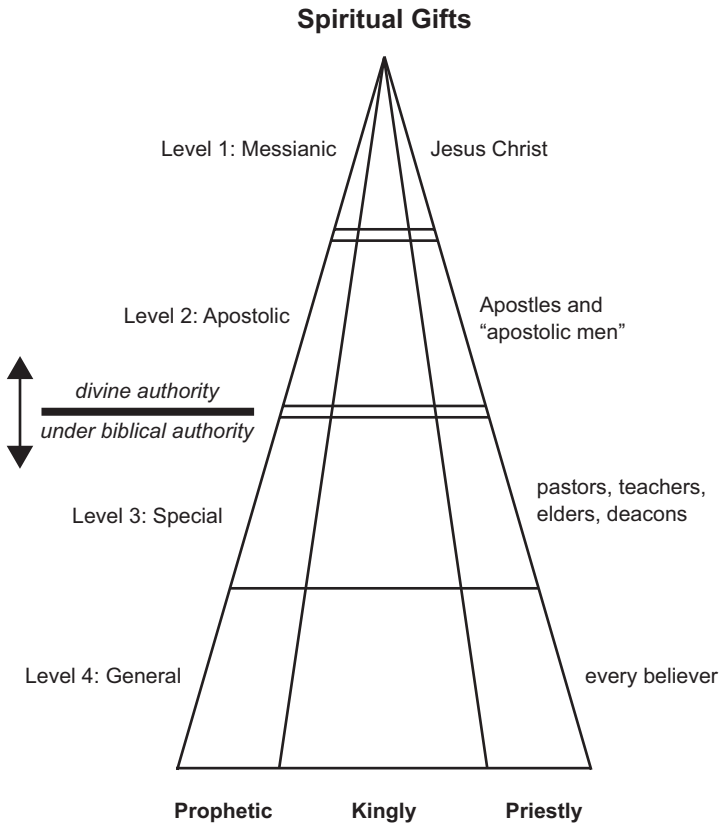 Spiritual Gifts
Level 1: Messianic
Jesus Christ
Level 2: Apostolic
Apostles and
“apostolic men”
divine authority
under biblical authority
Level 3: Special
pastors, teachers,
elders, deacons
Level 4: General
every believer
Prophetic
Kingly
Priestly